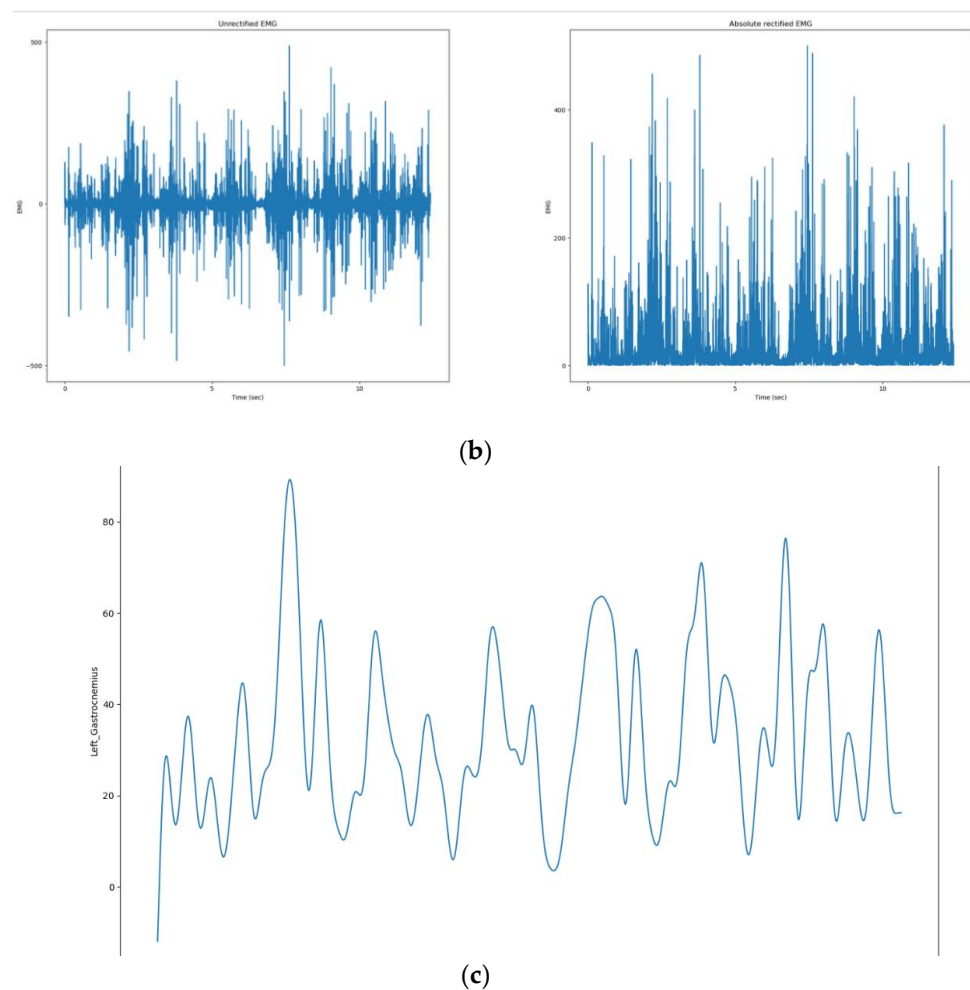 Unrectified EMG
500
0
−500
EMG
0
5
10
Time (sec)
Absolute rectified EMG
400
200
0
EMG
0
5
10
Time (sec)
(b)
80
60
40
20
0
Left_Gastrocnemius
(c)